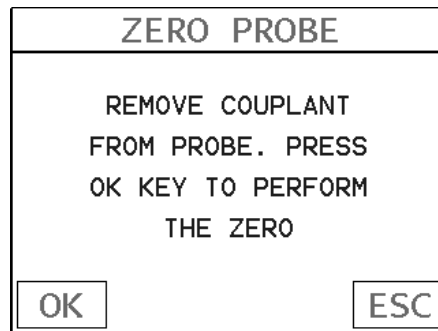 ZERO PROBE
REMOVE COUPLANT
FROM PROBE. PRESS
OK KEY TO PERFORM
THE ZERO
OK ESC